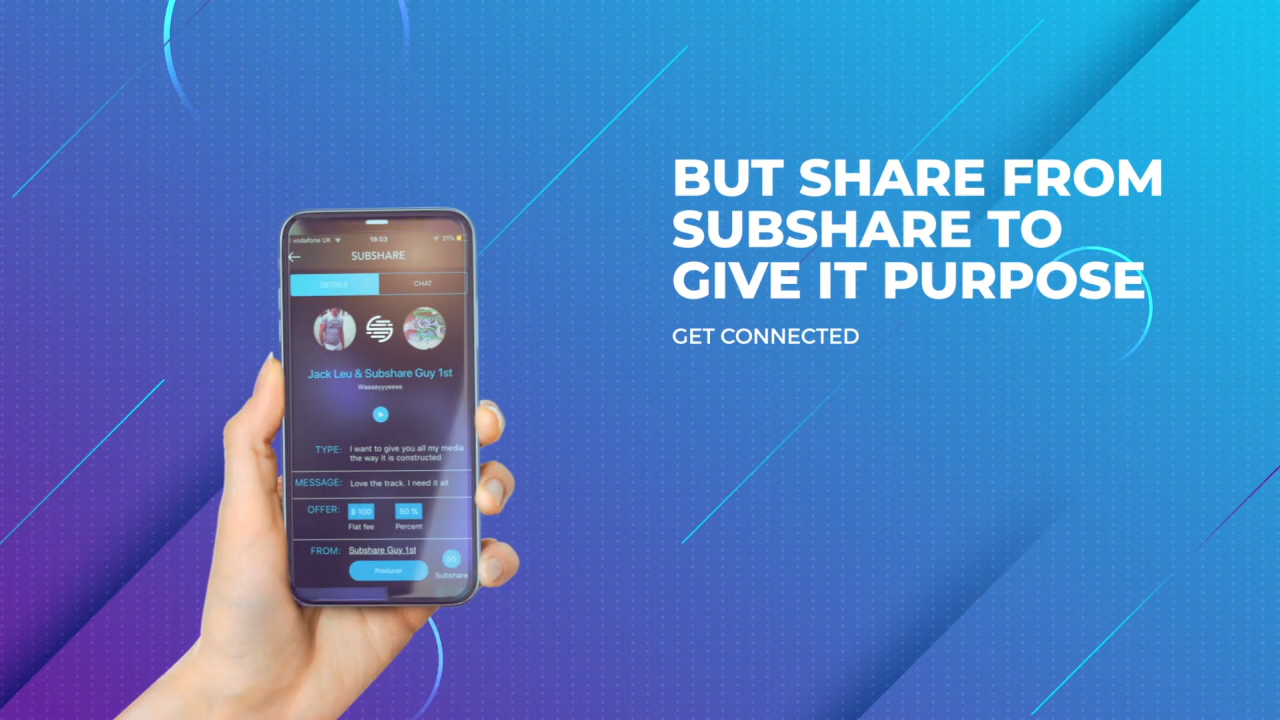 BUT SHARE FROM
SUBSHARE TO
GIVE IT PURPOSE
GET CONNECTED
vodafone UK 19:03 31%
SUBSHARE
DETAILS CHAT
Jack Leu & Subshare Guy 1st
Waaaayyyeeee
TYPE: I want to give you all my media
the way it is constructed
MESSAGE: Love the track. I need it all
OFFER: $ 100 50 %
Flat fee Percent
FROM: Subshare Guy 1st
Producer
Subshare